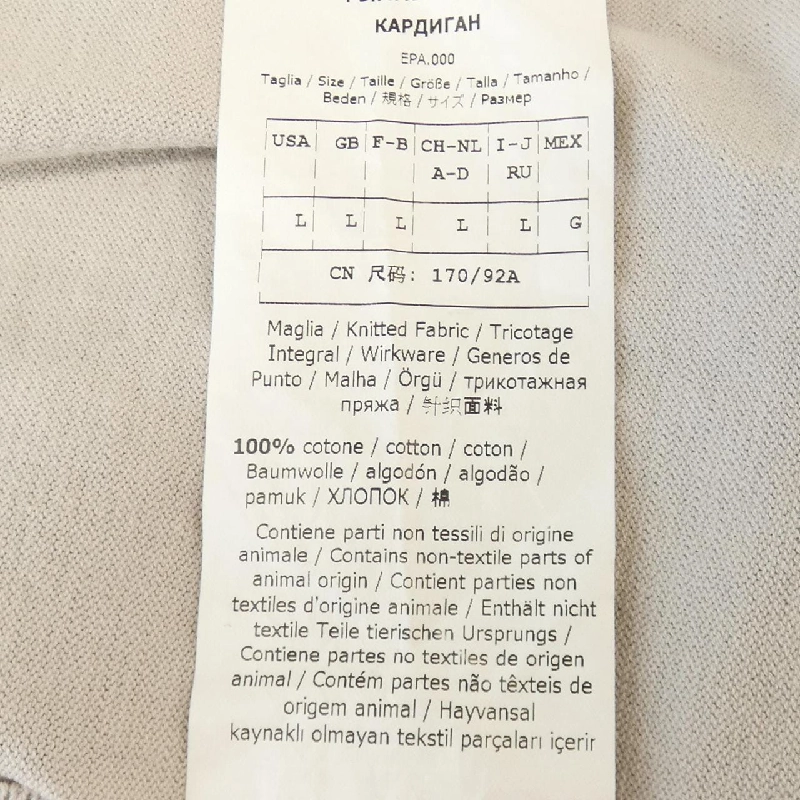 КАРДИГАН
EPA.000
Taglia / Size / Taille / Größe / Talla / Tamanho /
Beden / 規格 / サイズ / Размер
USA GB F-B CH-NL I-J MEX
A-D RU
L L L L L G
CN 尺码: 170/92A
Maglia / Knitted Fabric / Tricotage
Integral / Wirkware / Generos de
Punto / Malha / Örgü / трикотажная
пряжа / 针织面料
100% cotone / cotton / coton /
Baumwolle / algodón / algodão /
pamuk / ХЛОПОК / 棉
Contiene parti non tessili di origine
animale / Contains non-textile parts of
animal origin / Contient parties non
textiles d'origine animale / Enthält nicht
textile Teile tierischen Ursprungs /
Contiene partes no textiles de origen
animal / Contém partes não têxteis de
origem animal / Hayvansal
kaynaklı olmayan tekstil parçaları içerir